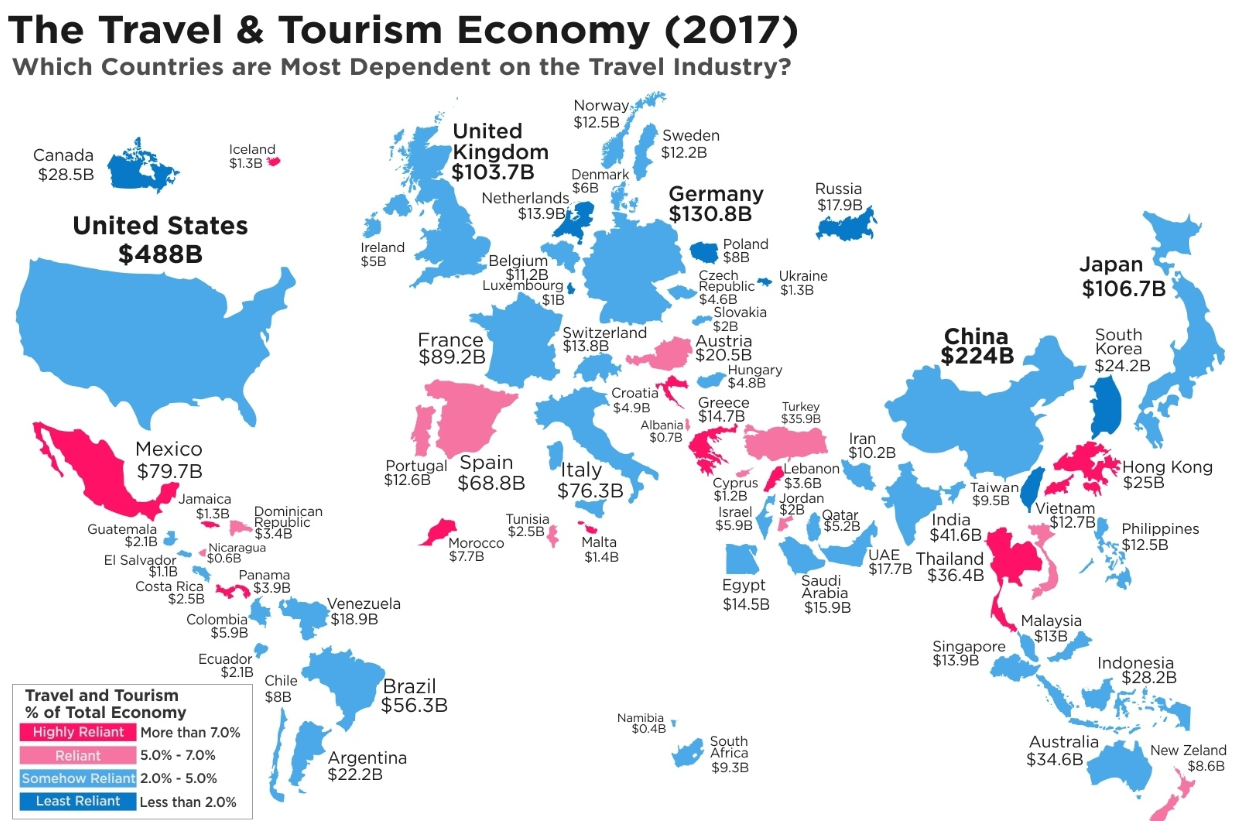 The Travel & Tourism Economy (2017)
Which Countries are Most Dependent on the Travel Industry?
Canada
$28.5B
Iceland
$1.3B
United States
$488B
United
Kingdom
$103.7B
Norway
$12.5B
Sweden
$12.2B
Denmark
$6B
Netherlands
$13.9B
Germany
$130.8B
Russia
$17.9B
Ireland
$5B
Belgium
$11.2B
Luxembourg
$1B
Poland
$8B
Czech
Republic
$4.6B
Ukraine
$1.3B
Slovakia
$2B
France
$89.2B
Switzerland
$13.8B
Austria
$20.5B
Hungary
$4.8B
Croatia
$4.9B
Greece
$14.7B
Albania
$0.7B
Turkey
$35.9B
Portugal
$12.6B
Spain
$68.8B
Italy
$76.3B
Cyprus
$1.2B
Lebanon
$3.6B
Israel
$5.9B
Jordan
$2B
Qatar
$5.2B
Iran
$10.2B
China
$224B
Japan
$106.7B
South
Korea
$24.2B
Hong Kong
$25B
Taiwan
$9.5B
Vietnam
$12.7B
India
$41.6B
Thailand
$36.4B
Philippines
$12.5B
UAE
$17.7B
Saudi
Arabia
$15.9B
Egypt
$14.5B
Morocco
$7.7B
Tunisia
$2.5B
Malta
$1.4B
Mexico
$79.7B
Jamaica
$1.3B
Dominican
Republic
$3.4B
Guatemala
$2.1B
Nicaragua
$0.6B
El Salvador
$1.1B
Costa Rica
$2.5B
Panama
$3.9B
Colombia
$5.9B
Venezuela
$18.9B
Ecuador
$2.1B
Chile
$8B
Brazil
$56.3B
Argentina
$22.2B
Namibia
$0.4B
South
Africa
$9.3B
Malaysia
$13B
Singapore
$13.9B
Indonesia
$28.2B
Australia
$34.6B
New Zeland
$8.6B
Travel and Tourism
% of Total Economy
Highly Reliant More than 7.0%
Reliant 5.0% - 7.0%
Somehow Reliant 2.0% - 5.0%
Least Reliant Less than 2.0%